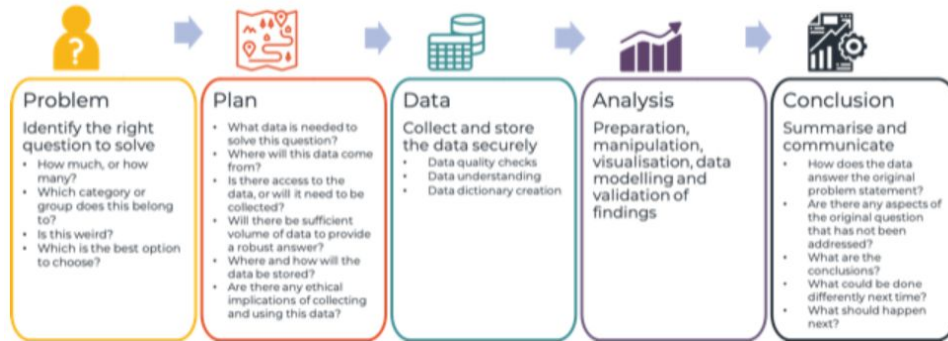 ?
Problem
Identify the right
question to solve
• How much, or how
many?
• Which category or
group does this belong
to?
• Is this weird?
• Which is the best option
to choose?
Plan
• What data is needed to
solve this question?
• Where will this data come
from?
• Is there access to the
data, or will it need to be
collected?
• Will there be sufficient
volume of data to provide
a robust answer?
• Where and how will the
data be stored?
• Are there any ethical
implications of collecting
and using this data?
Data
Collect and store
the data securely
• Data quality checks
• Data understanding
• Data dictionary creation
Analysis
Preparation,
manipulation,
visualisation, data
modelling and
validation of
findings
Conclusion
Summarise and
communicate
• How does the data
answer the original
problem statement?
• Are there any aspects of
the original question
that has not been
addressed?
• What are the
conclusions?
• What could be done
differently next time?
• What should happen
next?